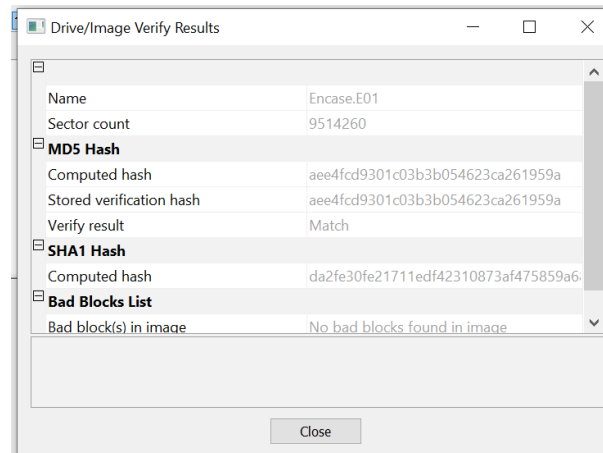 Drive/Image Verify Results
Name Encase.E01
Sector count 9514260
MD5 Hash
Computed hash aee4fcd9301c03b3b054623ca261959a
Stored verification hash aee4fcd9301c03b3b054623ca261959a
Verify result Match
SHA1 Hash
Computed hash da2fe30fe21711edf42310873af475859a6
Bad Blocks List
Bad block(s) in image No bad blocks found in image
Close